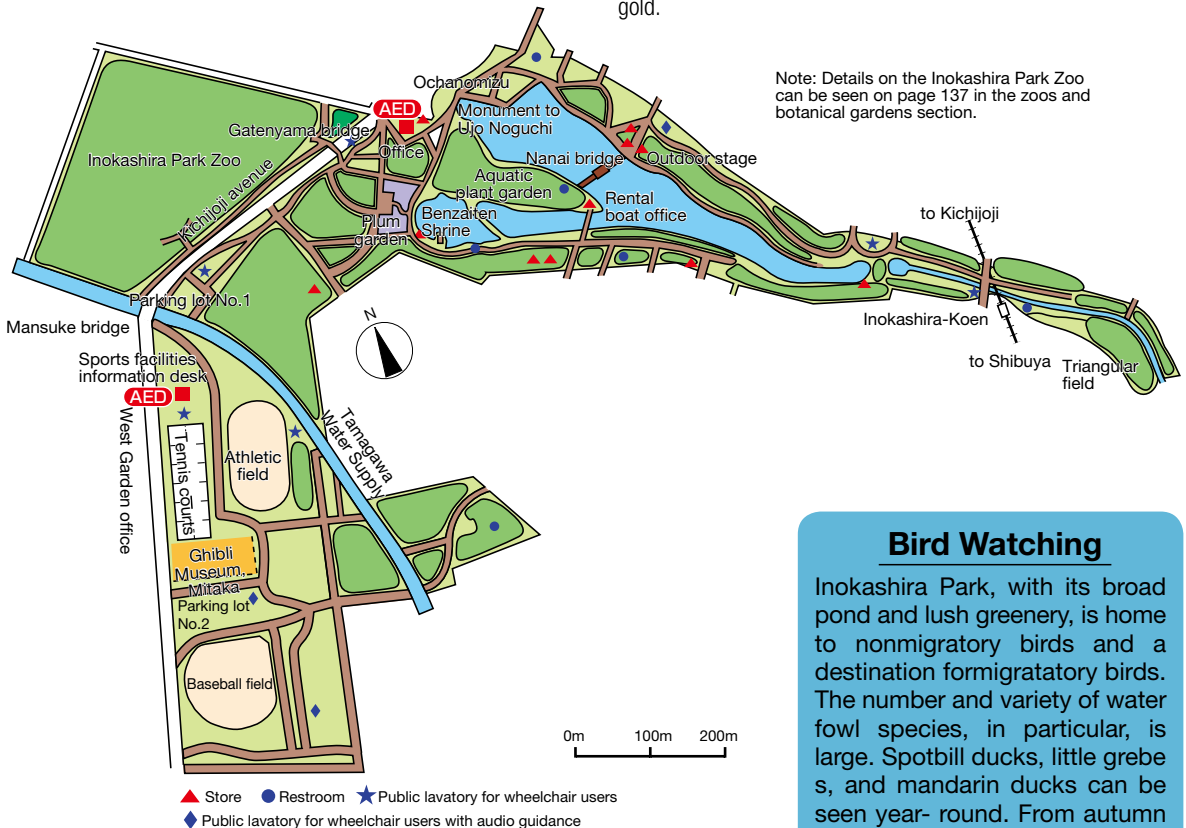 gold.
Note: Details on the Inokashira Park Zoo
can be seen on page 137 in the zoos and
botanical gardens section.
Ochanomizu
AED
Monument to
Ujo Noguchi
Gatenyama bridge
Office
Inokashira Park Zoo
Nanai bridge
Outdoor stage
Aquatic
plant garden
Kichijoji avenue
Rental
boat office
Plum
garden
Benzaiten
Shrine
to Kichijoji
Parking lot No.1
N
Mansuke bridge
Inokashira-Koen
to Shibuya
Triangular
field
Sports facilities
information desk
AED
West Garden office
Tennis courts
Athletic
field
Tamagawa
Water Supply
Ghibli
Museum,
Mitaka
Parking lot
No.2
Baseball field
0m 100m 200m
Store Restroom Public lavatory for wheelchair users
Public lavatory for wheelchair users with audio guidance
Bird Watching
Inokashira Park, with its broad
pond and lush greenery, is home
to nonmigratory birds and a
destination formigratatory birds.
The number and variety of water
fowl species, in particular, is
large. Spotbill ducks, little grebe
s, and mandarin ducks can be
seen year- round. From autumn